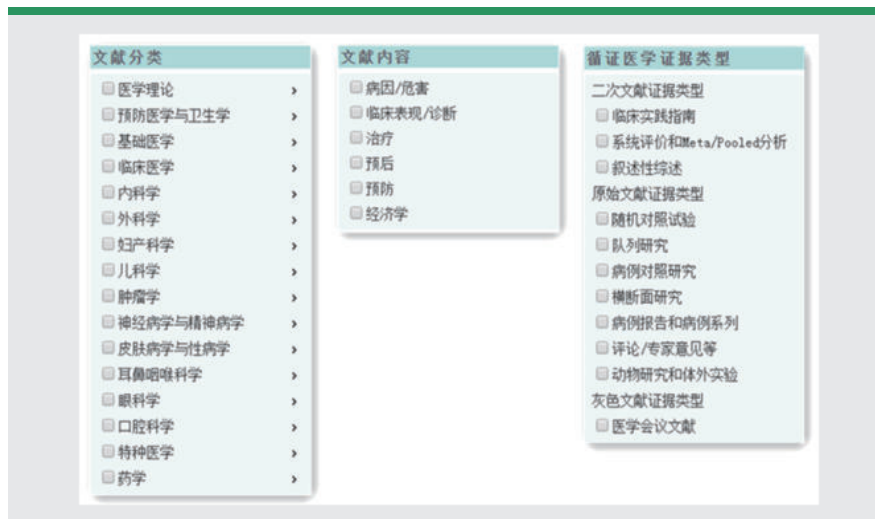 文献分类
医学理论
预防医学与卫生学
基础医学
临床医学
内科学
外科学
妇产科学
儿科学
肿瘤学
神经病学与精神病学
皮肤病学与性病学
耳鼻咽喉科学
眼科学
口腔科学
特种医学
药学
文献内容
病因/危害
临床表现/诊断
治疗
预后
预防
经济学
循证医学证据类型
二次文献证据类型
临床实践指南
系统评价和Meta/Pooled分析
叙述性综述
原始文献证据类型
随机对照试验
队列研究
病例对照研究
横断面研究
病例报告和病例系列
评论/专家意见等
动物研究和体外实验
灰色文献证据类型
医学会议文献